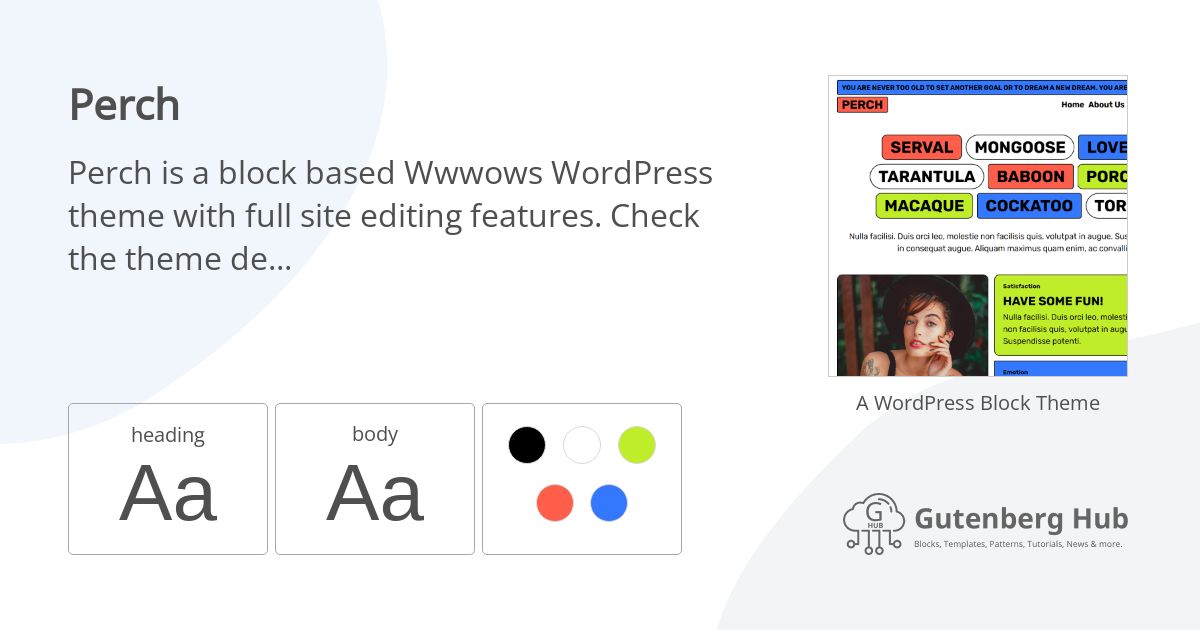 Perch
Perch is a block based Wwwows WordPress
theme with full site editing features. Check
the theme de...
heading
Aa
body
Aa
YOU ARE NEVER TOO OLD TO SET ANOTHER GOAL OR TO DREAM A NEW DREAM. YOU ARE
PERCH
Home About Us
SERVAL MONGOOSE LOVE
TARANTULA BABOON PORC
MACAQUE COCKATOO TOR
Nulla facilisi. Duis orci leo, molestie non facilisis quis, volutpat in augue. Sus
in consequat augue. Aliquam maximus quam enim, ac convalli
Satisfaction
HAVE SOME FUN!
Nulla facilisi. Duis orci leo, molesti
non facilisis quis, volutpat in augu
Suspendisse potenti.
Emotion
A WordPress Block Theme
G
HUB
Gutenberg Hub
Blocks, Templates, Patterns, Tutorials, News & more.